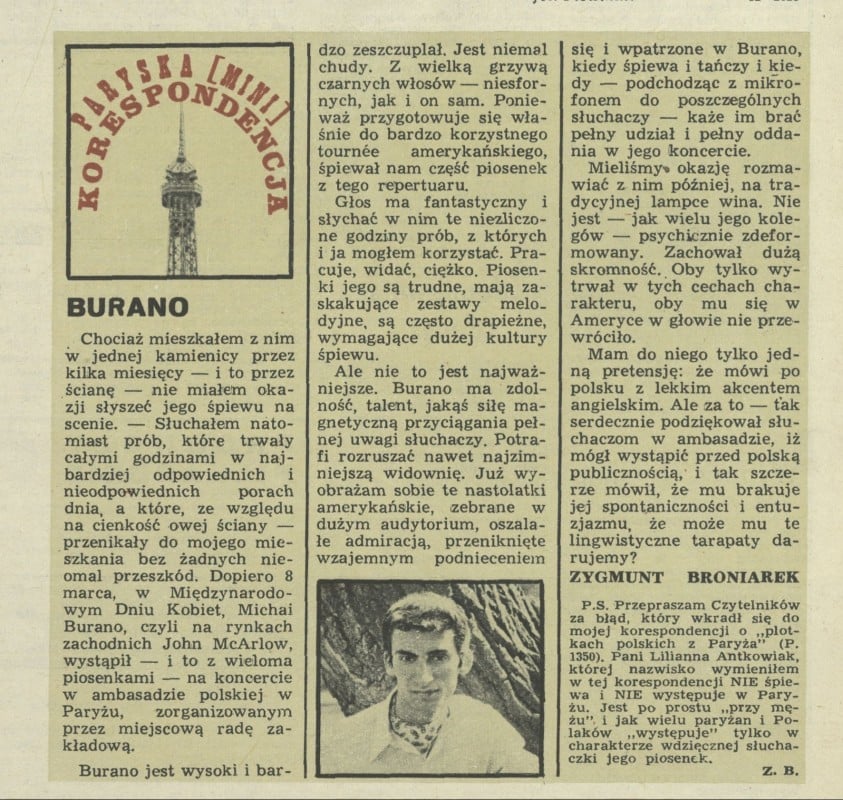 PARYSKA [MINI]
KORESPONDENCJA
BURANO
Chociaż mieszkałem z nim
w jednej kamienicy przez
kilka miesięcy — i to przez
ścianę — nie miałem oka-
zji słyszeć jego śpiewu na
scenie. — Słuchałem nato-
miast prób, które trwały
całymi godzinami w naj-
bardziej odpowiednich i
nieodpowiednich porach
dnia, a które, ze względu
na cienkość owej ściany —
przenikały do mojego mie-
szkania bez żadnych nie-
omal przeszkód. Dopiero 8
marca, w Międzynarodo-
wym Dniu Kobiet, Michai
Burano, czyli na rynkach
zachodnich John McArlow,
wystąpił — i to z wieloma
piosenkami — na koncercie
w ambasadzie polskiej w
Paryżu, zorganizowanym
przez miejscową radę za-
kładową.
Burano jest wysoki i bar-
dzo zeszczuplał. Jest niemal
chudy. Z wielką grzywą
czarnych włosów — niesfor-
nych, jak i on sam. Ponie-
waż przygotowuje się wła-
śnie do bardzo korzystnego
tournée amerykańskiego,
śpiewał nam część piosenek
z tego repertuaru.
Głos ma fantastyczny i
słychać w nim te niezliczo-
ne godziny prób, z których
i ja mogłem korzystać. Pra-
cuje, widać, ciężko. Piosen-
ki jego są trudne, mają za-
skakujące zestawy melo-
dyjne, są często drapieżne,
wymagające dużej kultury
śpiewu.
Ale nie to jest najważ-
niejsze. Burano ma zdol-
ność, talent, jakąś siłę ma-
gnetyczną przyciągania peł-
nej uwagi słuchaczy. Potra-
fi rozruszać nawet najzim-
niejszą widownię. Już wy-
obrażam sobie te nastolatki
amerykańskie, zebrane w
dużym audytorium, oszala-
łe admiracją, przeniknięte
wzajemnym podnieceniem
się i wpatrzone w Burano,
kiedy śpiewa i tańczy i kie-
dy — podchodząc z mikro-
fonem do poszczególnych
słuchaczy — każe im brać
pełny udział i pełny odda-
nia w jego koncercie.
Mieliśmy okazję rozma-
wiać z nim później, na tra-
dycyjnej lampce wina. Nie
jest — jak wielu jego kole-
gów — psychicznie zdefor-
mowany. Zachował dużą
skromność. Oby tylko wy-
trwał w tych cechach cha-
rakteru, oby mu się w
Ameryce w głowie nie prze-
wróciło.
Mam do niego tylko jed-
ną pretensję: że mówi po
polsku z lekkim akcentem
angielskim. Ale za to — tak
serdecznie podziękował słu-
chaczom w ambasadzie, iż
mógł wystąpić przed polską
publicznością, i tak szcze-
rze mówił, że mu brakuje
jej spontaniczności i entu-
zjazmu, że może mu te
lingwistyczne tarapaty da-
rujemy?
ZYGMUNT BRONIAREK
P.S. Przepraszam Czytelników
za błąd, który wkradł się do
mojej korespondencji o „plot-
kach polskich z Paryża” (P.
1350). Pani Lilianna Antkowiak,
której nazwisko wymieniłem
w tej korespondencji NIE śpie-
wa i NIE występuje w Pary-
żu. Jest po prostu „przy mę-
żu” i jak wielu paryżan i Po-
laków „występuje” tylko w
charakterze wdzięcznej słucha-
czki jego piosenek.
Z. B.